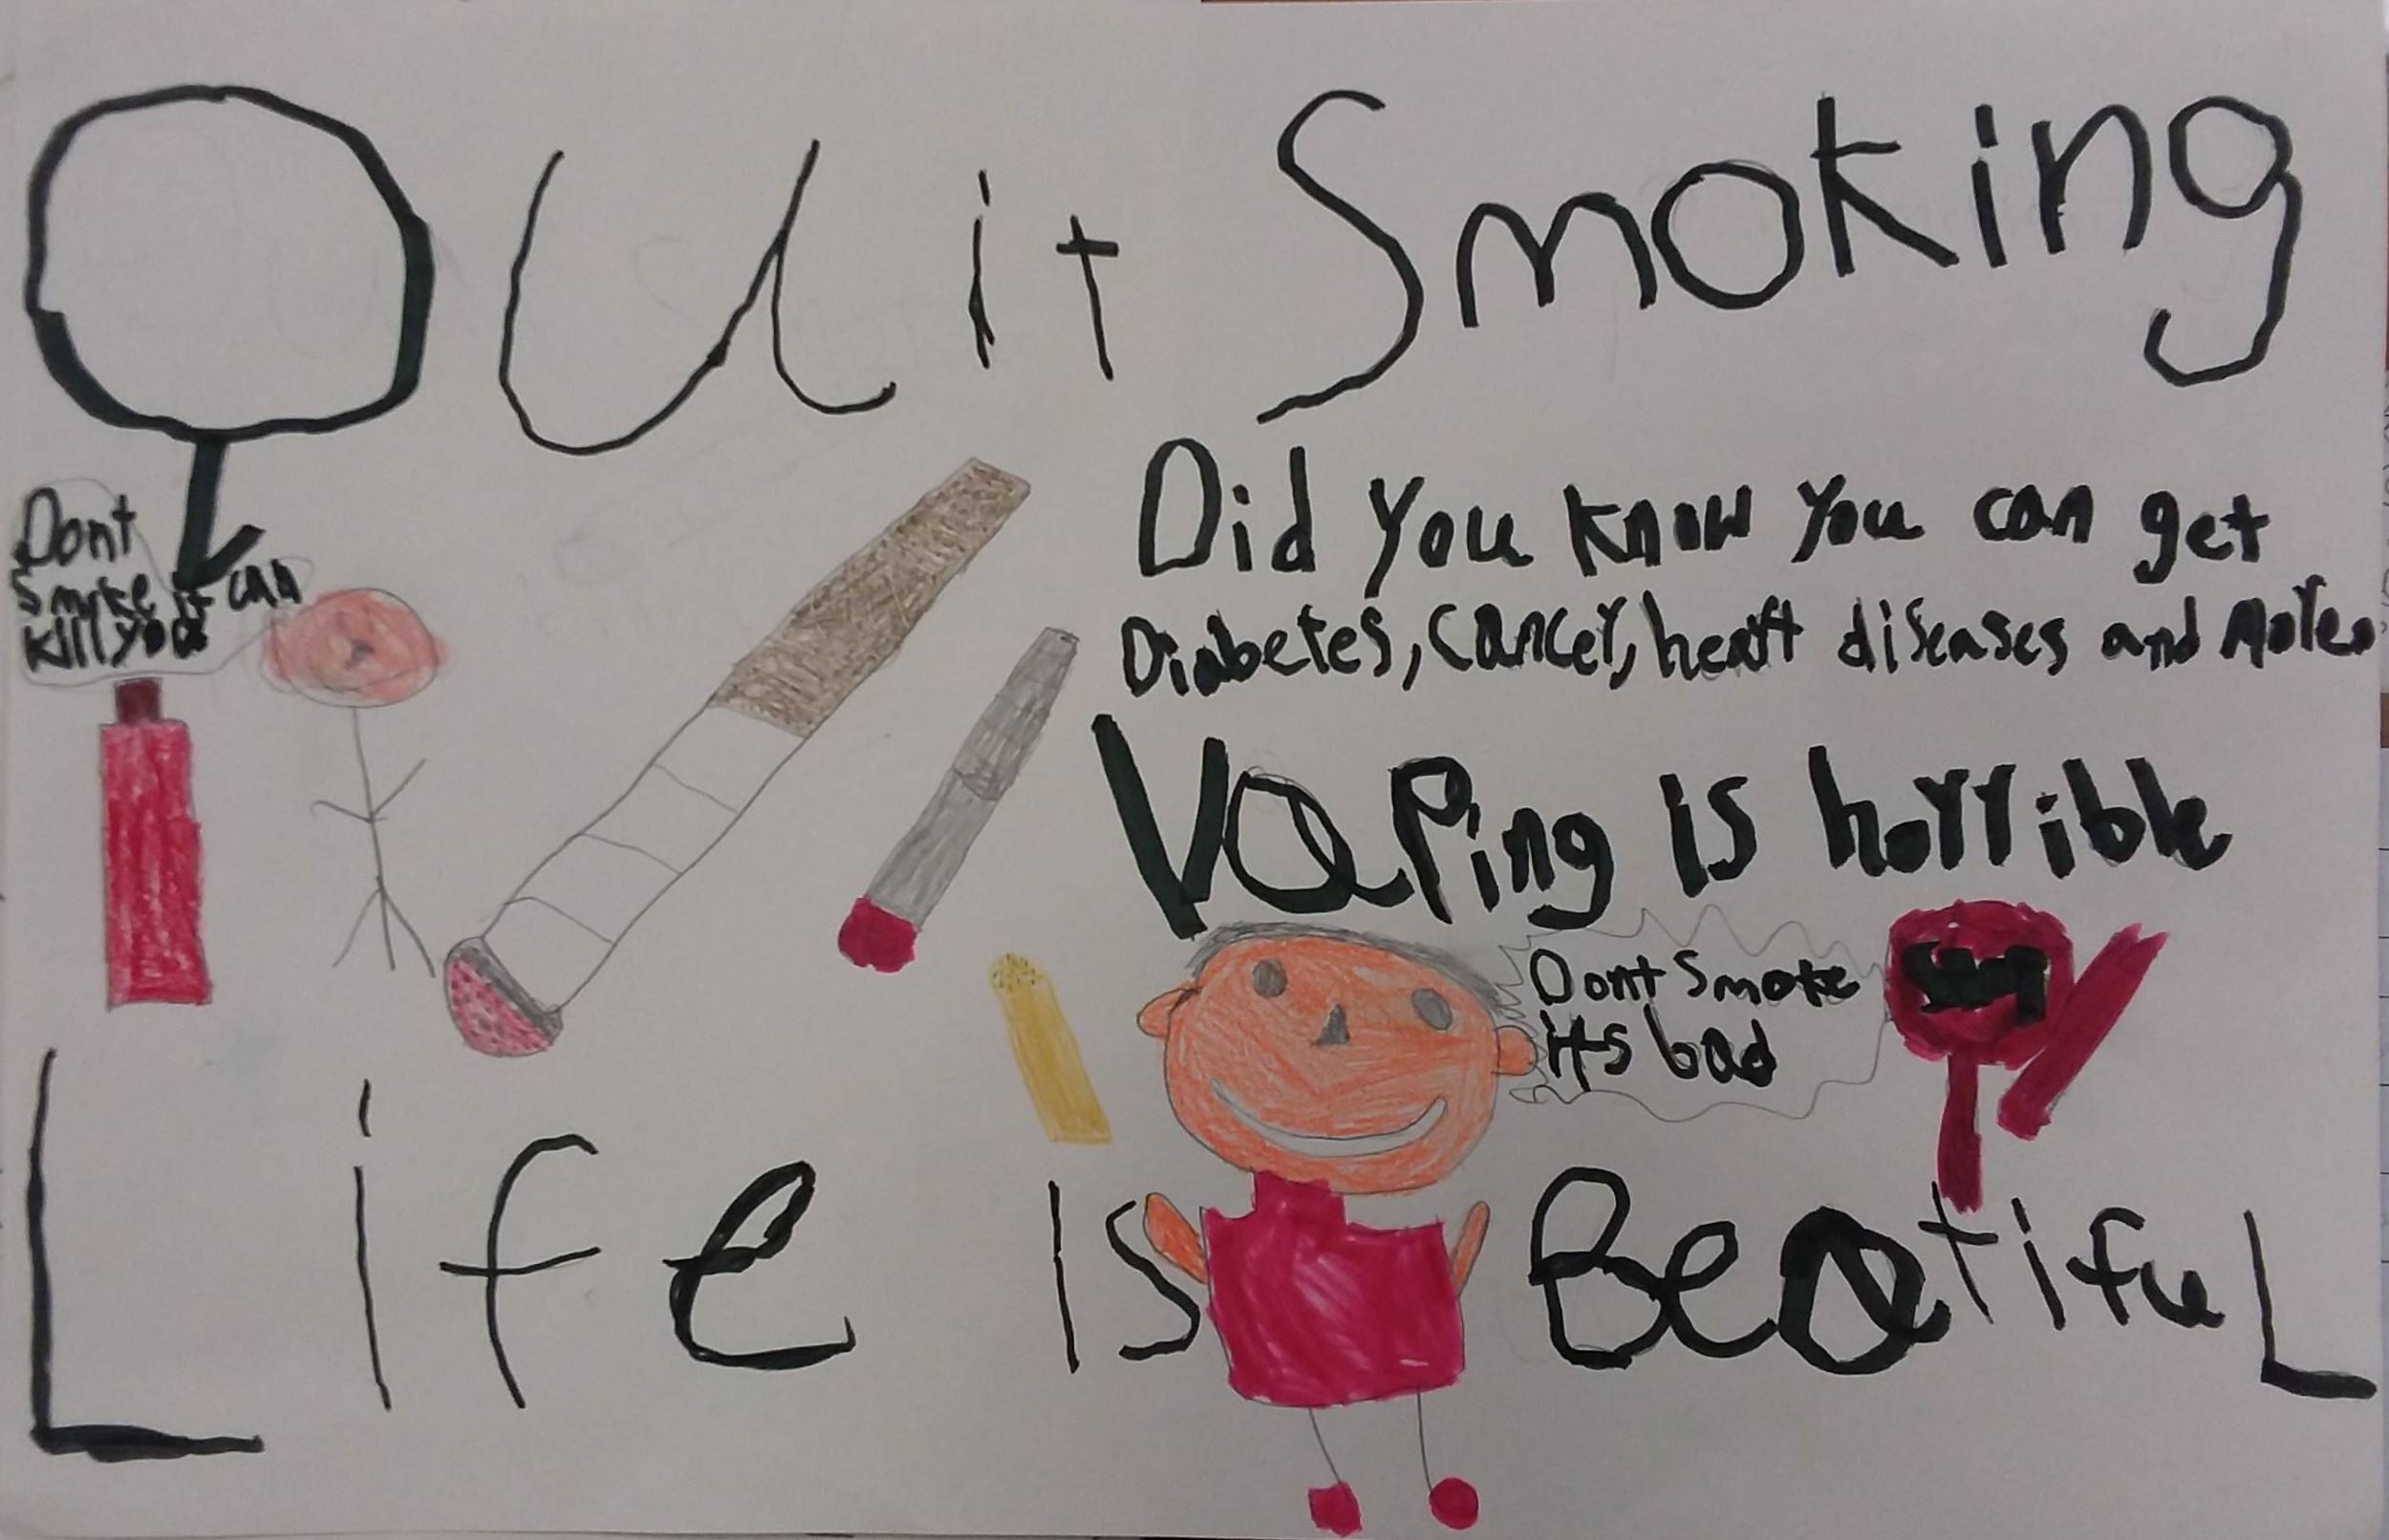 Quit Smoking
Did you know you can get
Diabetes, cancer, heart diseases and more.
Dont
Smoke it can
kill you
Vaping is horrible
Dont Smoke
its bad
Life is Beatiful